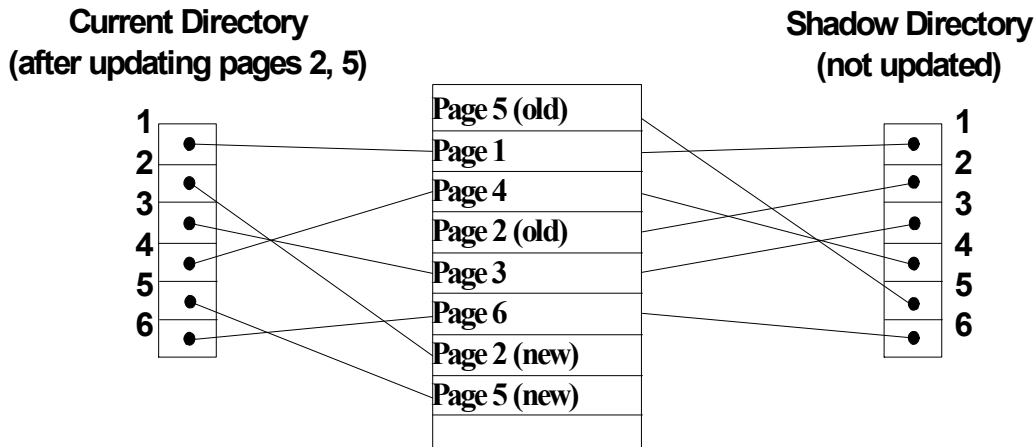 Current Directory
(after updating pages 2, 5)
1
2
3
4
5
6
Page 5 (old)
Page 1
Page 4
Page 2 (old)
Page 3
Page 6
Page 2 (new)
Page 5 (new)
Shadow Directory
(not updated)
1
2
3
4
5
6